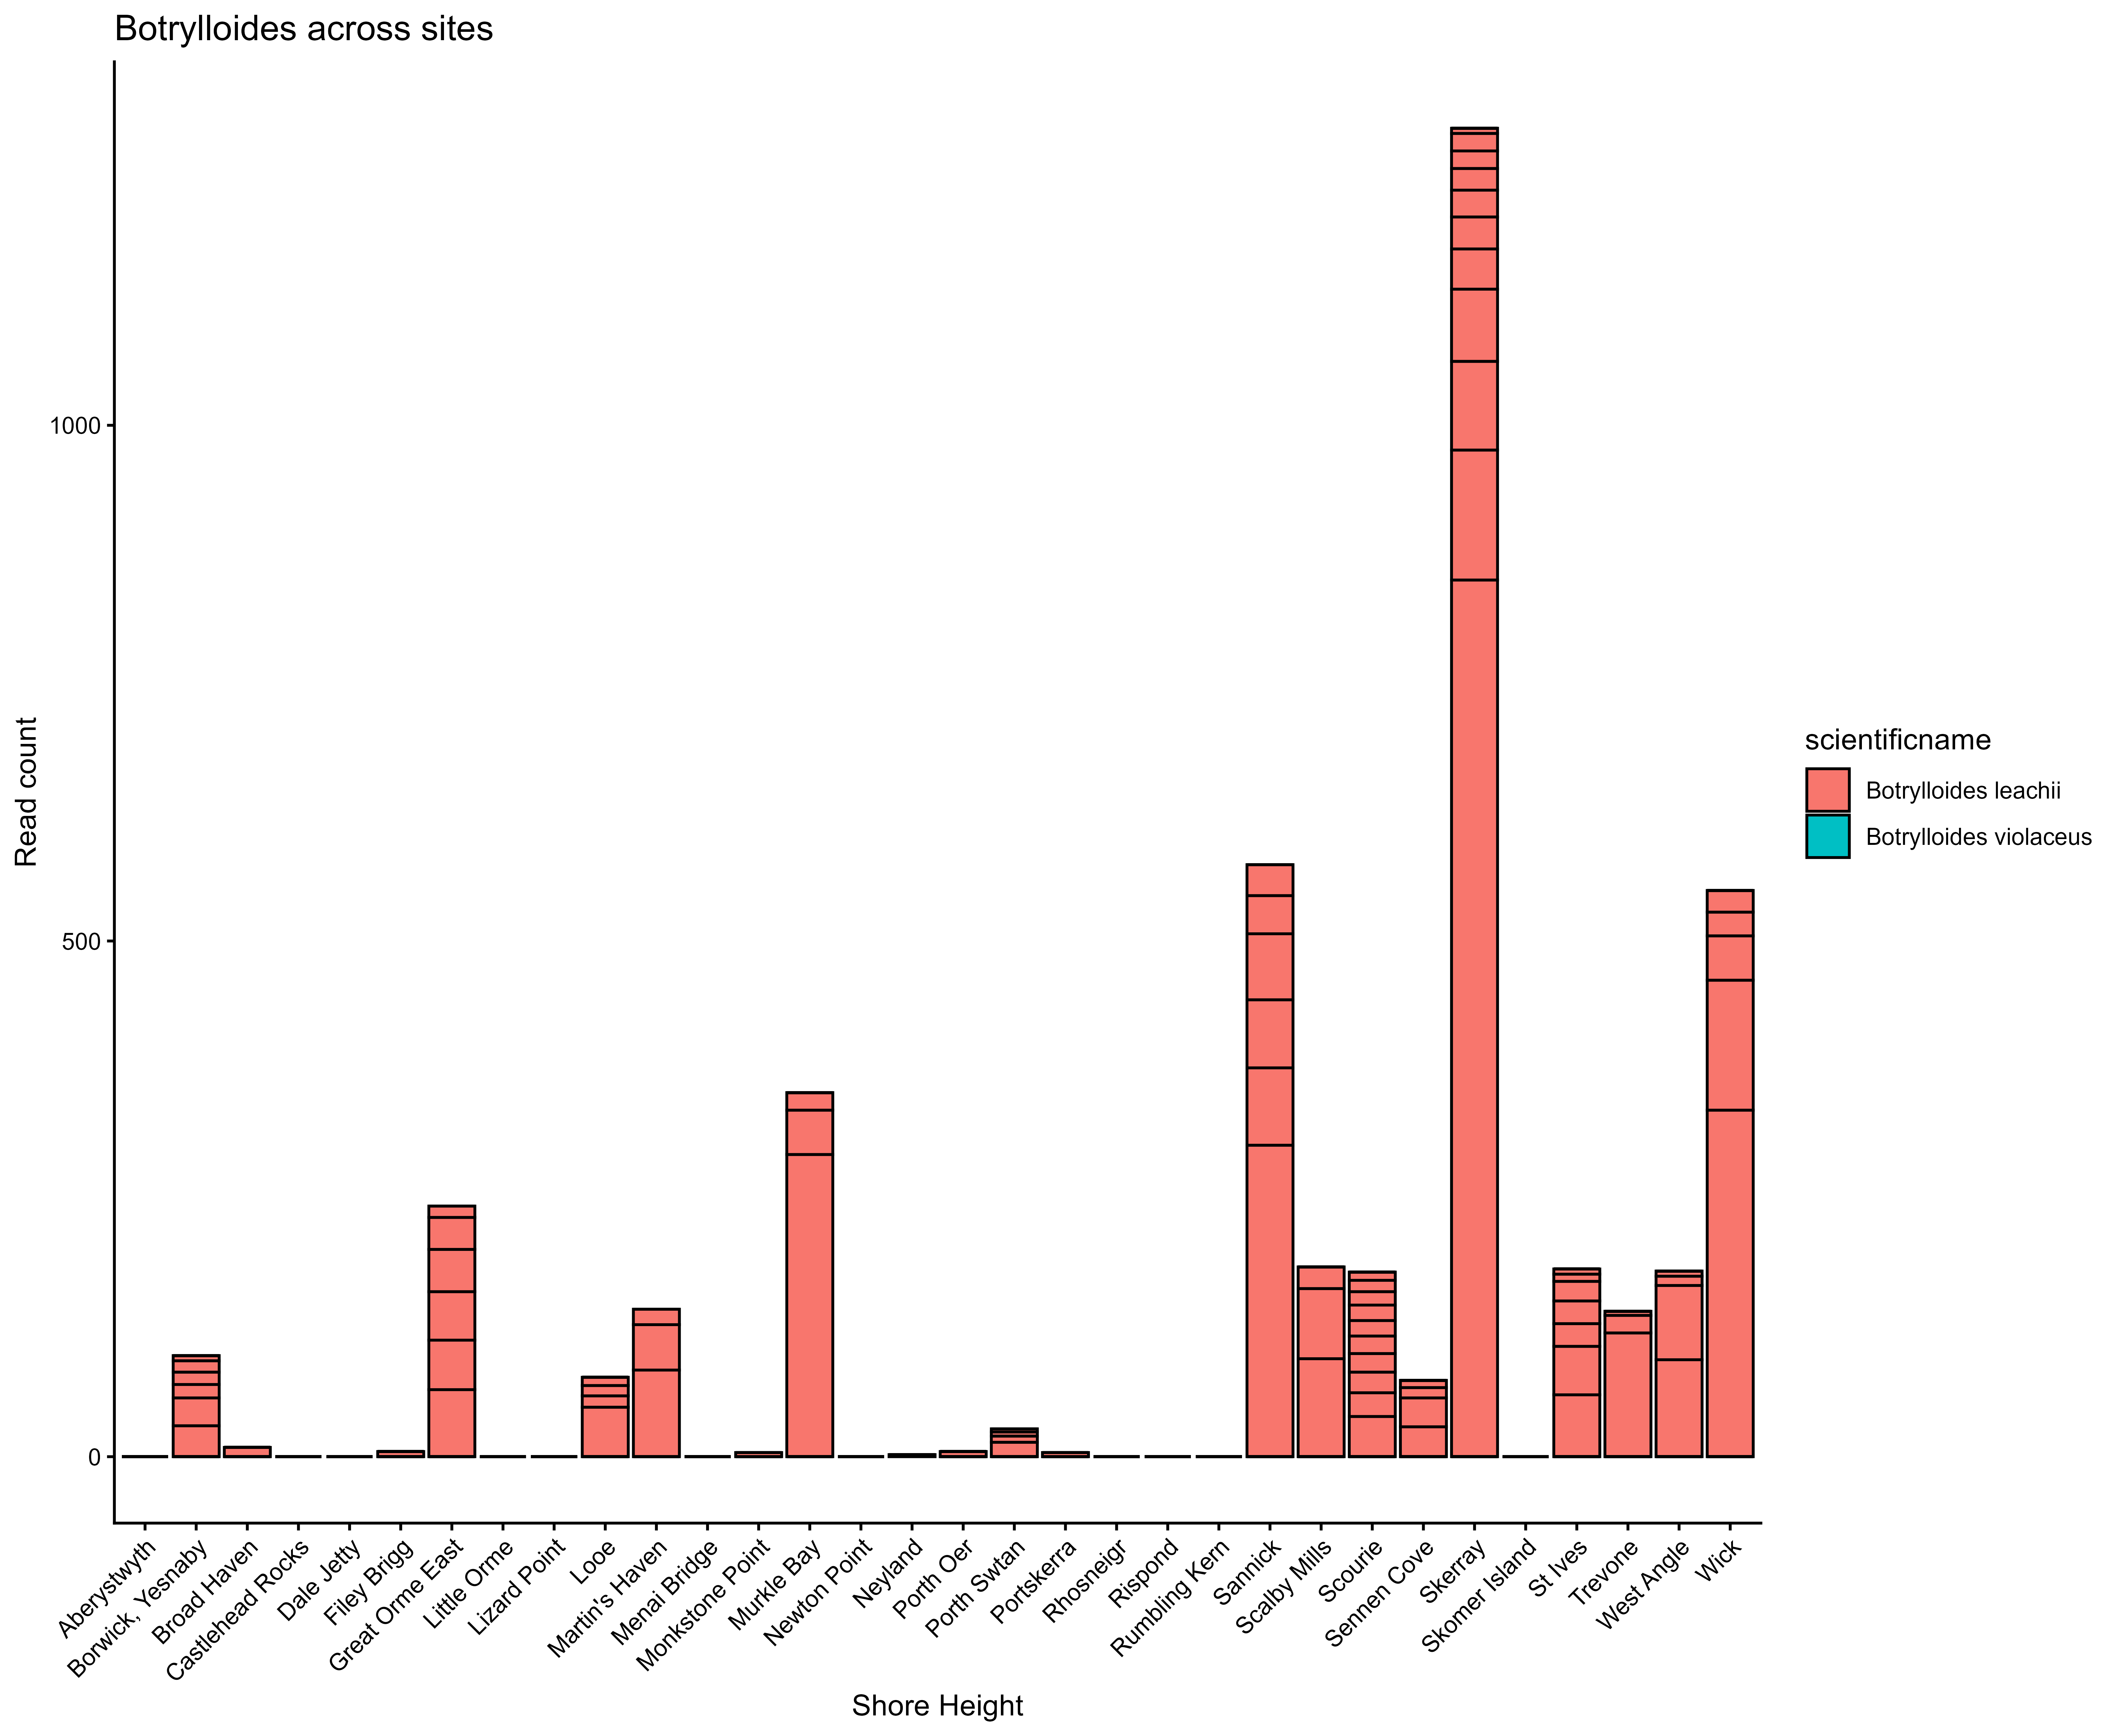 Botrylloides across sites
Read count
1000
500
0
Aberystwyth
Borwick, Yesnaby
Broad Haven
Castlehead Rocks
Dale Jetty
Filey Brigg
Great Orme East
Little Orme
Lizard Point
Looe
Martin's Haven
Menai Bridge
Monkstone Point
Murkle Bay
Newton Point
Neyland
Porth Oer
Porth Swtan
Portskerra
Rhosneigr
Rispond
Rumbling Kern
Sannick
Scalby Mills
Scourie
Sennen Cove
Skerray
Skomer Island
St Ives
Trevone
West Angle
Wick
Shore Height
scientificname
Botrylloides leachii
Botrylloides violaceus